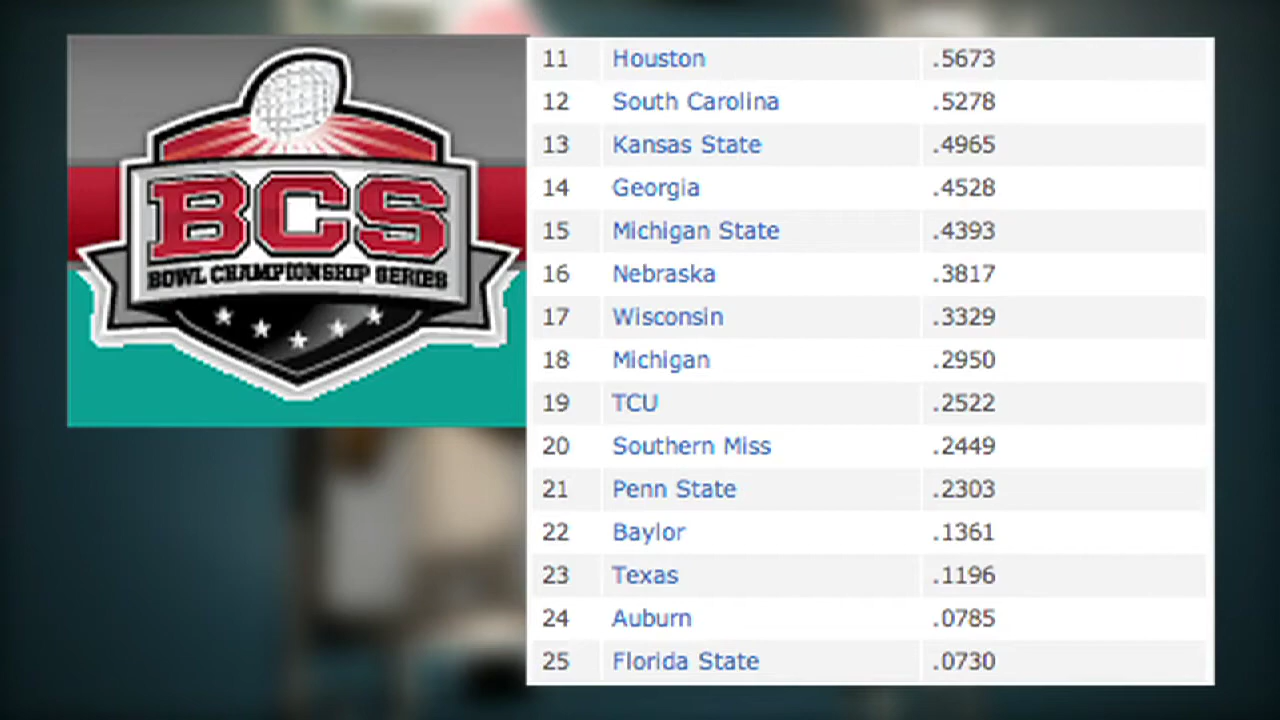 BCS
BOWL CHAMPIONSHIP SERIES
11 Houston .5673
12 South Carolina .5278
13 Kansas State .4965
14 Georgia .4528
15 Michigan State .4393
16 Nebraska .3817
17 Wisconsin .3329
18 Michigan .2950
19 TCU .2522
20 Southern Miss .2449
21 Penn State .2303
22 Baylor .1361
23 Texas .1196
24 Auburn .0785
25 Florida State .0730